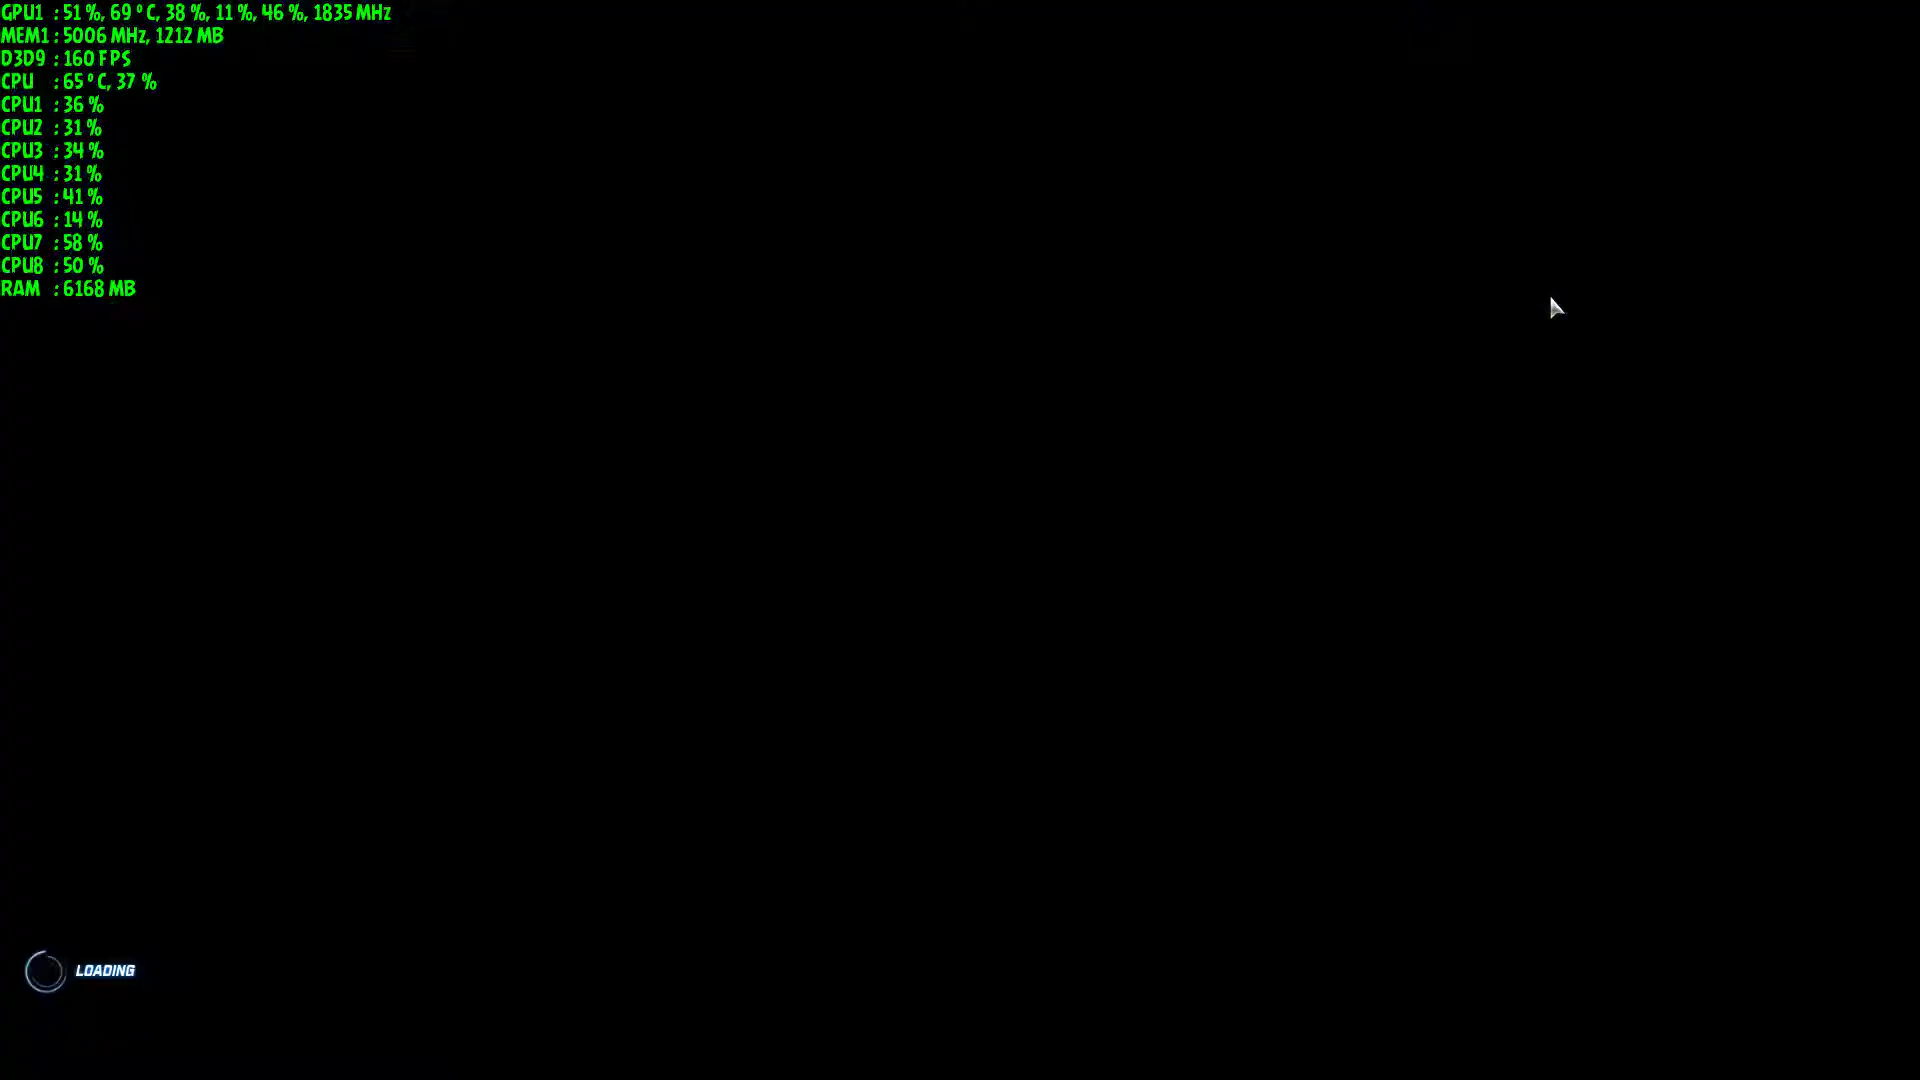 GPU1 : 51 %, 69 °C, 38 %, 11 %, 46 %, 1835 MHz
MEM1 : 5006 MHz, 1212 MB
D3D9 : 160 FPS
CPU : 65 °C, 37 %
CPU1 : 36 %
CPU2 : 31 %
CPU3 : 34 %
CPU4 : 31 %
CPU5 : 41 %
CPU6 : 14 %
CPU7 : 58 %
CPU8 : 50 %
RAM : 6168 MB
LOADING